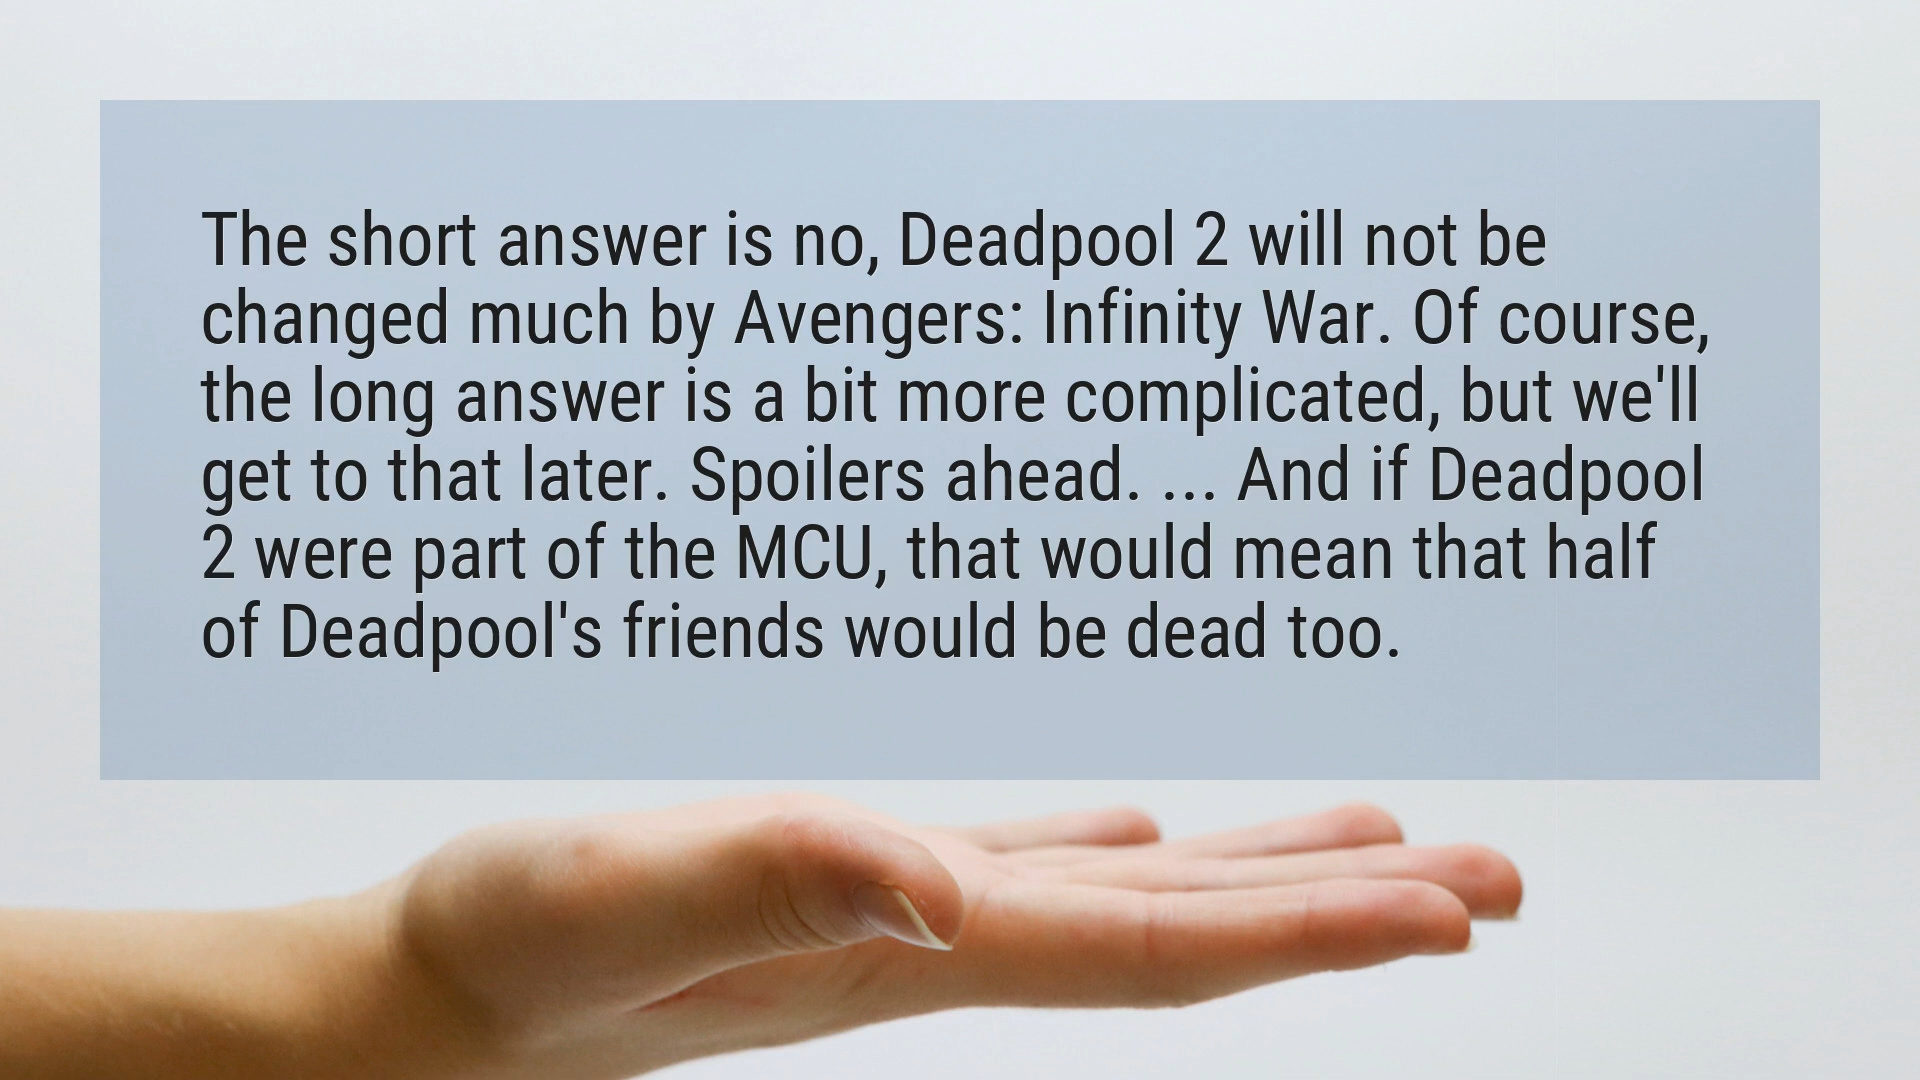 The short answer is no, Deadpool 2 will not be
changed much by Avengers: Infinity War. Of course,
the long answer is a bit more complicated, but we'll
get to that later. Spoilers ahead. ... And if Deadpool
2 were part of the MCU, that would mean that half
of Deadpool's friends would be dead too.